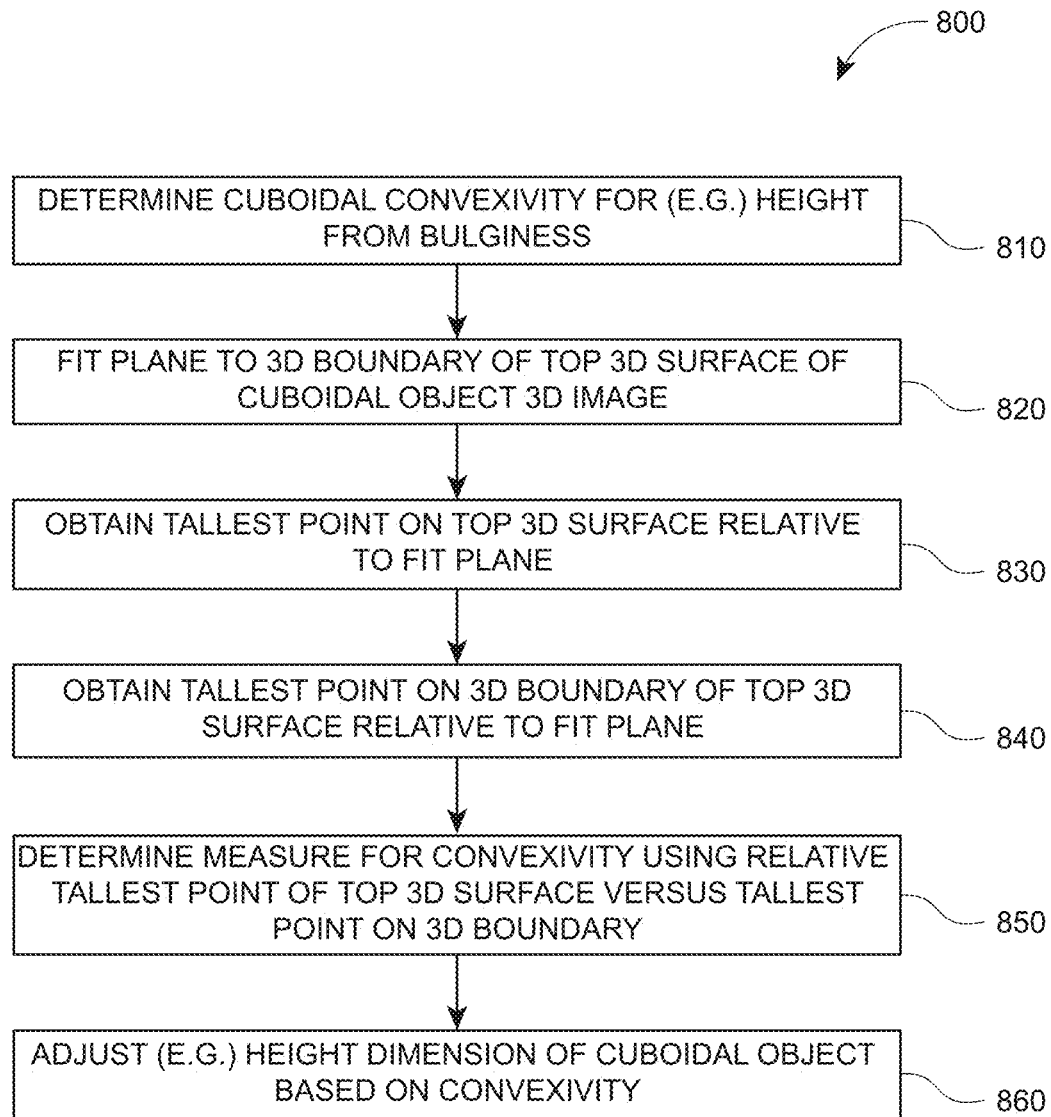 800
DETERMINE CUBOIDAL CONVEXIVITY FOR (E.G.) HEIGHT
FROM BULGINESS
810
FIT PLANE TO 3D BOUNDARY OF TOP 3D SURFACE OF
CUBOIDAL OBJECT 3D IMAGE
820
OBTAIN TALLEST POINT ON TOP 3D SURFACE RELATIVE
TO FIT PLANE
830
OBTAIN TALLEST POINT ON 3D BOUNDARY OF TOP 3D
SURFACE RELATIVE TO FIT PLANE
840
DETERMINE MEASURE FOR CONVEXIVITY USING RELATIVE
TALLEST POINT OF TOP 3D SURFACE VERSUS TALLEST
POINT ON 3D BOUNDARY
850
ADJUST (E.G.) HEIGHT DIMENSION OF CUBOIDAL OBJECT
BASED ON CONVEXIVITY
860